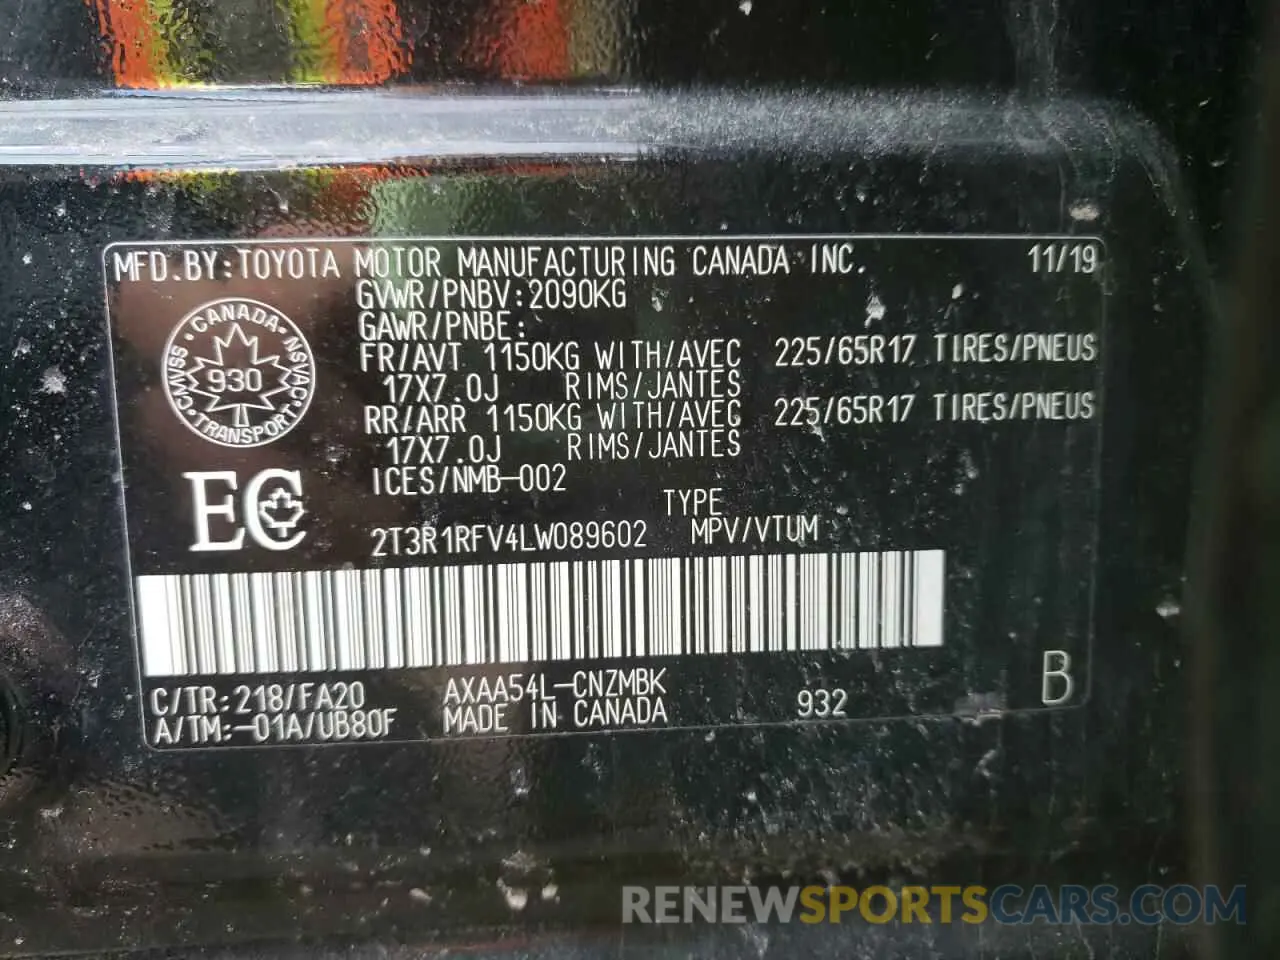 MFD.BY:TOYOTA MOTOR MANUFACTURING CANADA INC. 11/19
GVWR/PNBV:2090KG
GAWR/PNBE:
FR/AVT 1150KG WITH/AVEC 225/65R17 TIRES/PNEUS
17X7.0J RIMS/JANTES
RR/ARR 1150KG WITH/AVEC 225/65R17 TIRES/PNEUS
17X7.0J RIMS/JANTES
ICES/NMB-002
CANADA
CMVSS 930 NSVAC
TRANSPORT
EC
TYPE
2T3R1RFV4LW089602 MPV/VTUM
C/TR:218/FA20 AXAA54L-CNZMBK 932 B
A/TM:-01A/UB80F MADE IN CANADA
RENEWSPORTSCARS.COM